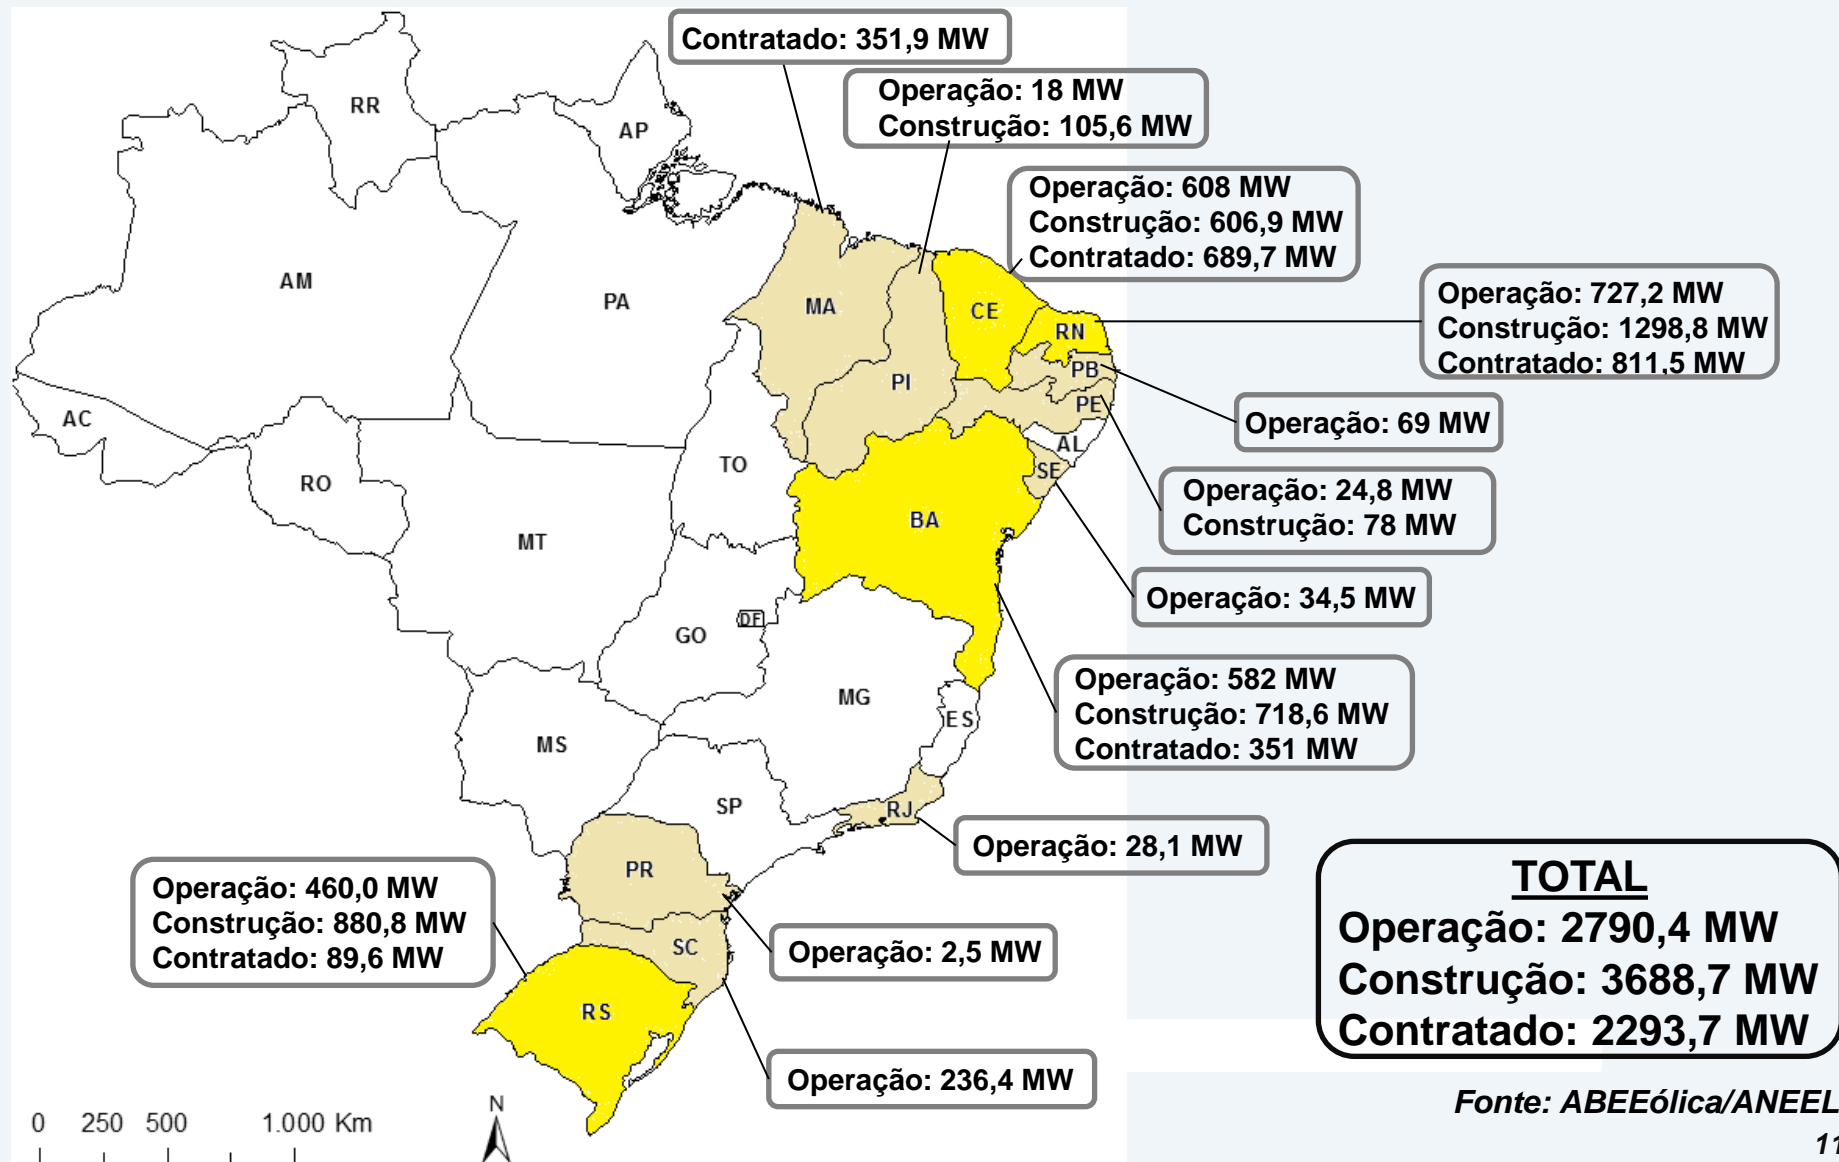 Contratado: 351,9 MW
Operação: 18 MW
Construção: 105,6 MW
Operação: 608 MW
Construção: 606,9 MW
Contratado: 689,7 MW
Operação: 727,2 MW
Construção: 1298,8 MW
Contratado: 811,5 MW
Operação: 69 MW
Operação: 24,8 MW
Construção: 78 MW
Operação: 34,5 MW
Operação: 582 MW
Construção: 718,6 MW
Contratado: 351 MW
Operação: 28,1 MW
Operação: 460,0 MW
Construção: 880,8 MW
Contratado: 89,6 MW
Operação: 2,5 MW
Operação: 236,4 MW
RR
AP
AM
PA
MA
CE
RN
PI
PB
PE
AC
AL
TO
SE
RO
BA
MT
DF
GO
MG
ES
MS
SP
RJ
PR
SC
RS
TOTAL
Operação: 2790,4 MW
Construção: 3688,7 MW
Contratado: 2293,7 MW
Fonte: ABEEólica/ANEEL
11
N
0 250 500 1.000 Km